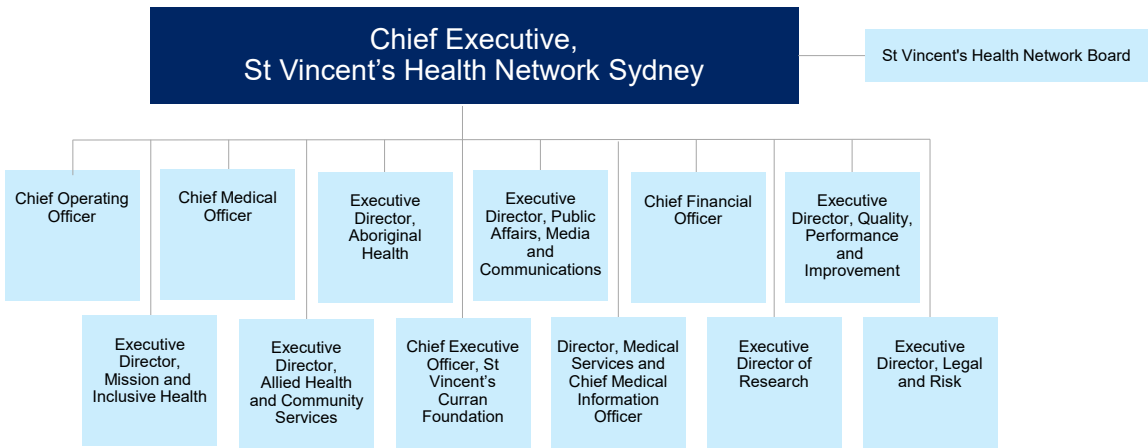 Chief Executive,
St Vincent’s Health Network Sydney
St Vincent's Health Network Board
Chief Operating
Officer
Chief Medical
Officer
Executive
Director,
Aboriginal
Health
Executive
Director, Public
Affairs, Media
and
Communications
Chief Financial
Officer
Executive
Director, Quality,
Performance
and
Improvement
Executive
Director,
Mission and
Inclusive Health
Executive
Director,
Allied Health
and Community
Services
Chief Executive
Officer, St
Vincent’s
Curran
Foundation
Director, Medical
Services and
Chief Medical
Information
Officer
Executive
Director of
Research
Executive
Director, Legal
and Risk